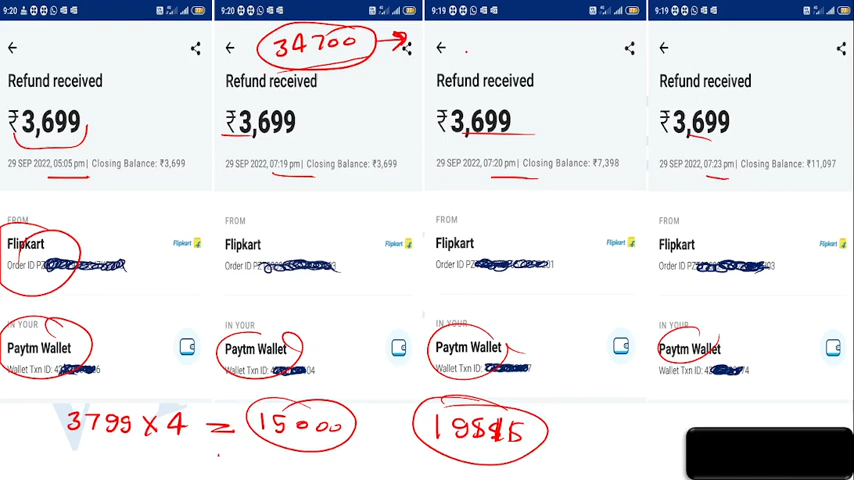 9:20
9:20
9:19
9:19
34700
Refund received
₹3,699
29 SEP 2022, 05:05 pm | Closing Balance: ₹3,699
FROM
Flipkart
Flipkart
Order ID
IN YOUR
Paytm Wallet
Wallet Txn ID:
Refund received
₹3,699
29 SEP 2022, 07:19 pm | Closing Balance: ₹3,699
FROM
Flipkart
Flipkart
Order ID
IN YOUR
Paytm Wallet
Wallet Txn ID:
Refund received
₹3,699
29 SEP 2022, 07:20 pm | Closing Balance: ₹7,398
FROM
Flipkart
Flipkart
Order ID
IN YOUR
Paytm Wallet
Wallet Txn ID:
Refund received
₹3,699
29 SEP 2022, 07:23 pm | Closing Balance: ₹11,097
FROM
Flipkart
Flipkart
Order ID
IN YOUR
Paytm Wallet
Wallet Txn ID:
3799 X 4 = 15000